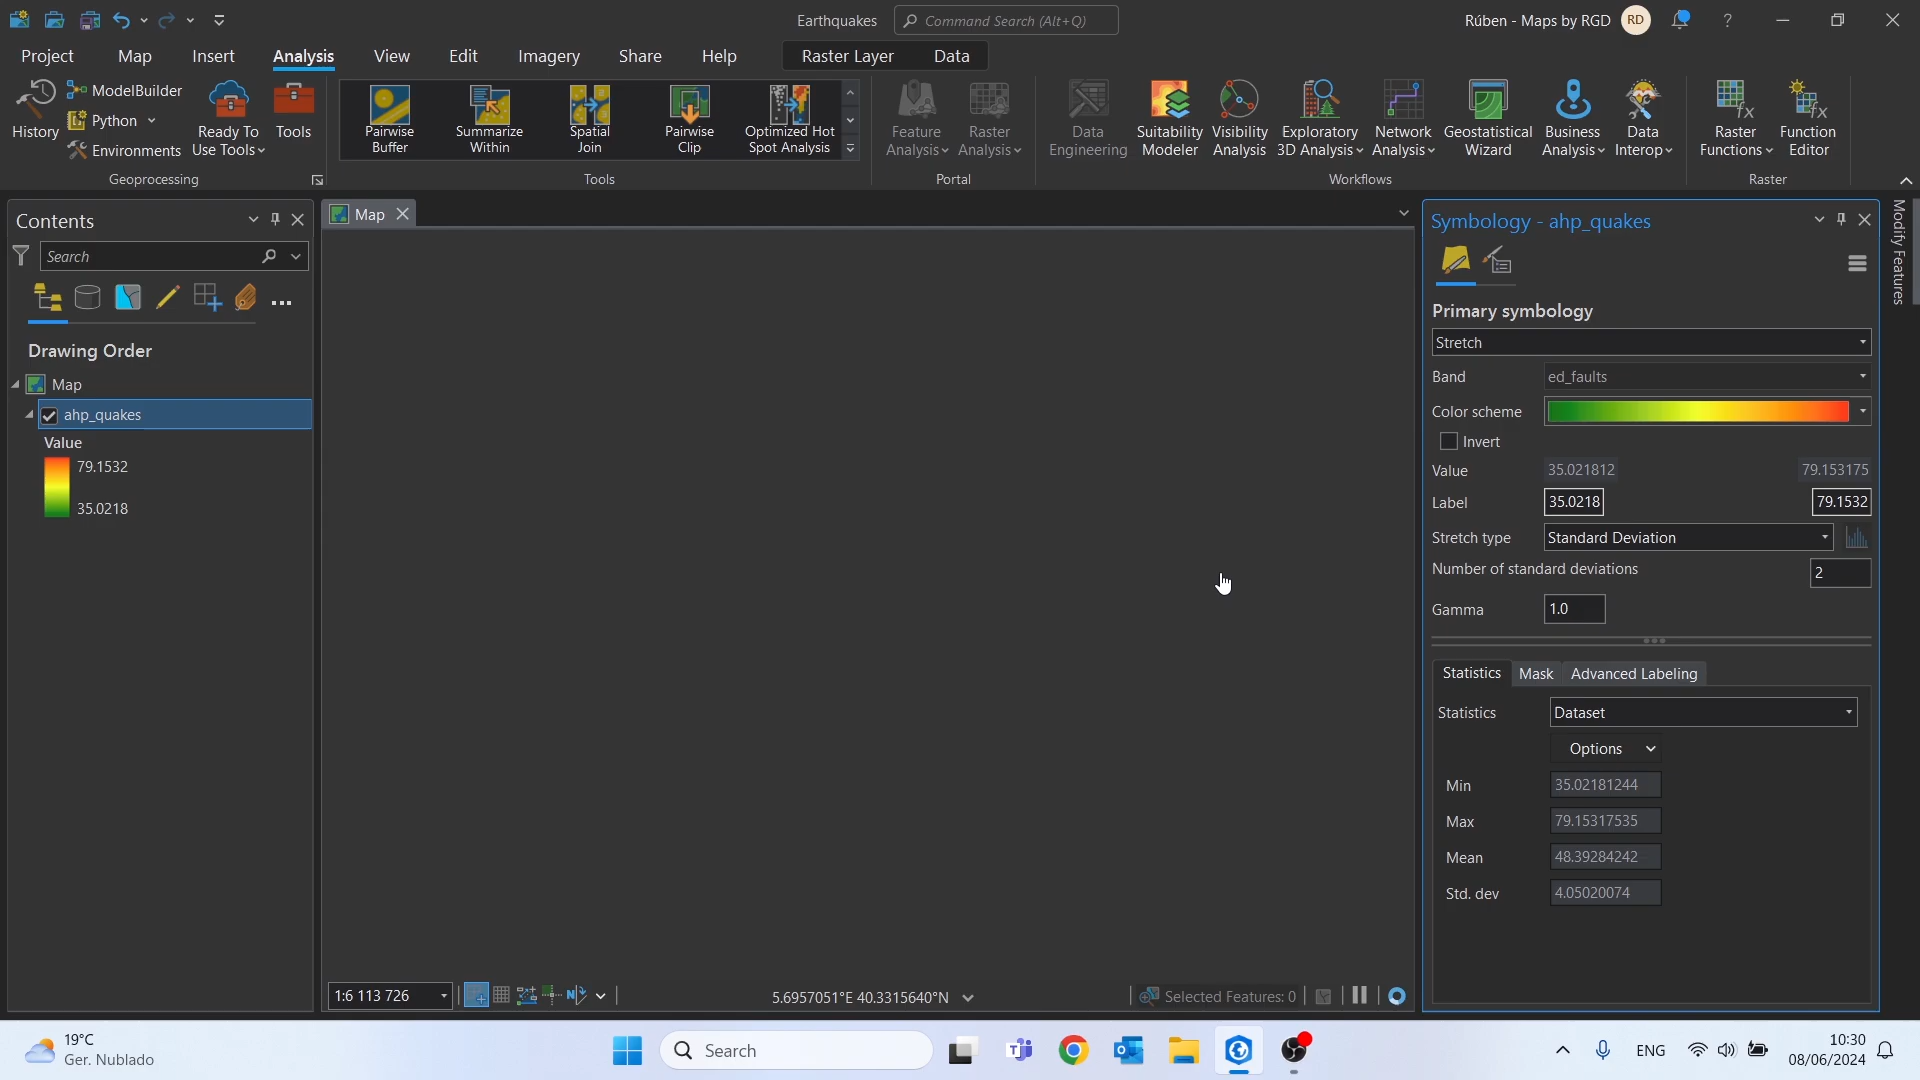 Earthquakes
Command Search (Alt+Q)
Rúben - Maps by RGD
RD
?
Project
Map
Insert
Analysis
View
Edit
Imagery
Share
Help
Raster Layer
Data
History
ModelBuilder
Python
Environments
Ready To
Use Tools
Tools
Geoprocessing
Pairwise
Buffer
Summarize
Within
Spatial
Join
Pairwise
Clip
Optimized Hot
Spot Analysis
Tools
Feature
Analysis
Raster
Analysis
Portal
Data
Engineering
Suitability
Modeler
Visibility
Analysis
Exploratory
3D Analysis
Network
Analysis
Geostatistical
Wizard
Business
Analysis
Data
Interop
Workflows
Raster
Functions
Function
Editor
Raster
Contents
Search
Drawing Order
Map
ahp_quakes
Value
79.1532
35.0218
Map
1:6 113 726
5.6957051°E 40.3315640°N
Selected Features: 0
Symbology - ahp_quakes
Primary symbology
Stretch
Band
ed_faults
Color scheme
Invert
Value
35.021812
79.153175
Label
35.0218
79.1532
Stretch type
Standard Deviation
Number of standard deviations
2
Gamma
1.0
Statistics
Mask
Advanced Labeling
Statistics
Dataset
Options
Min
35.02181244
Max
79.15317535
Mean
48.39284242
Std. dev
4.05020074
Modify Features
19°C
Ger. Nublado
Search
ENG
10:30
08/06/2024